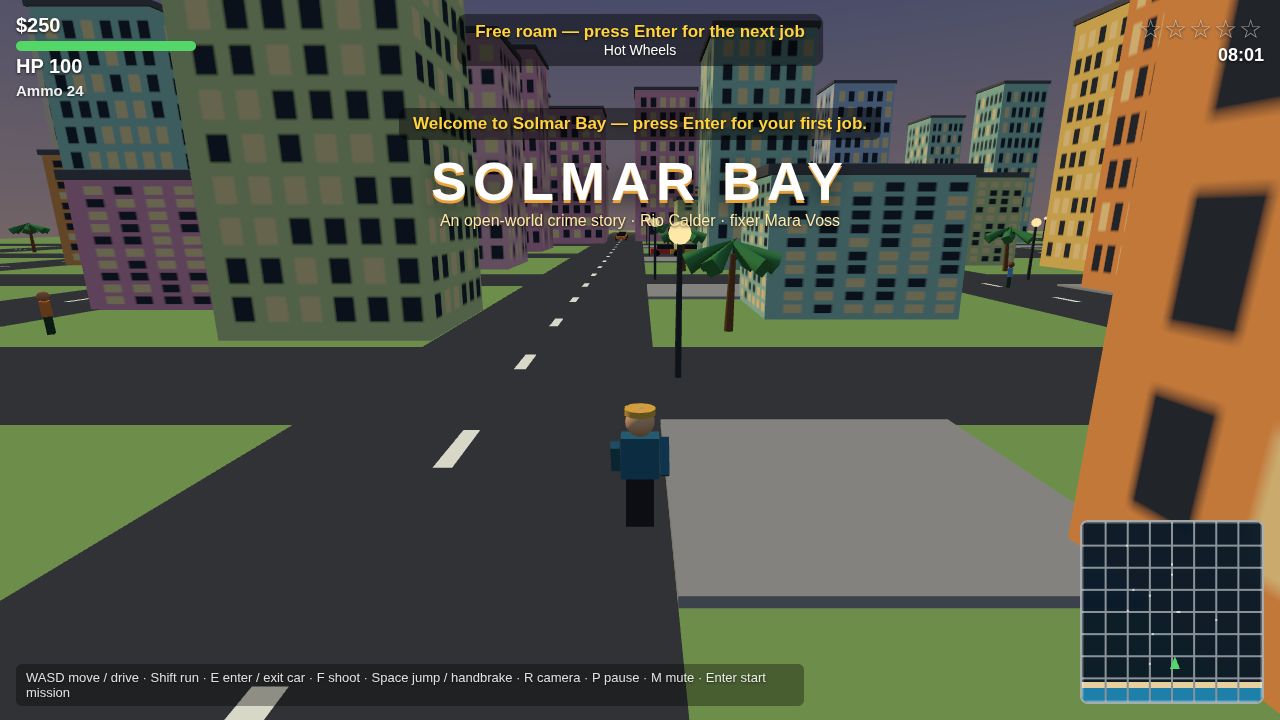 $250
HP 100
Ammo 24
Free roam — press Enter for the next job
Hot Wheels
☆☆☆☆☆
08:01
Welcome to Solmar Bay — press Enter for your first job.
SOLMAR BAY
An open-world crime story · Rio Calder · fixer Mara Voss
WASD move / drive · Shift run · E enter / exit car · F shoot · Space jump / handbrake · R camera · P pause · M mute · Enter start
mission